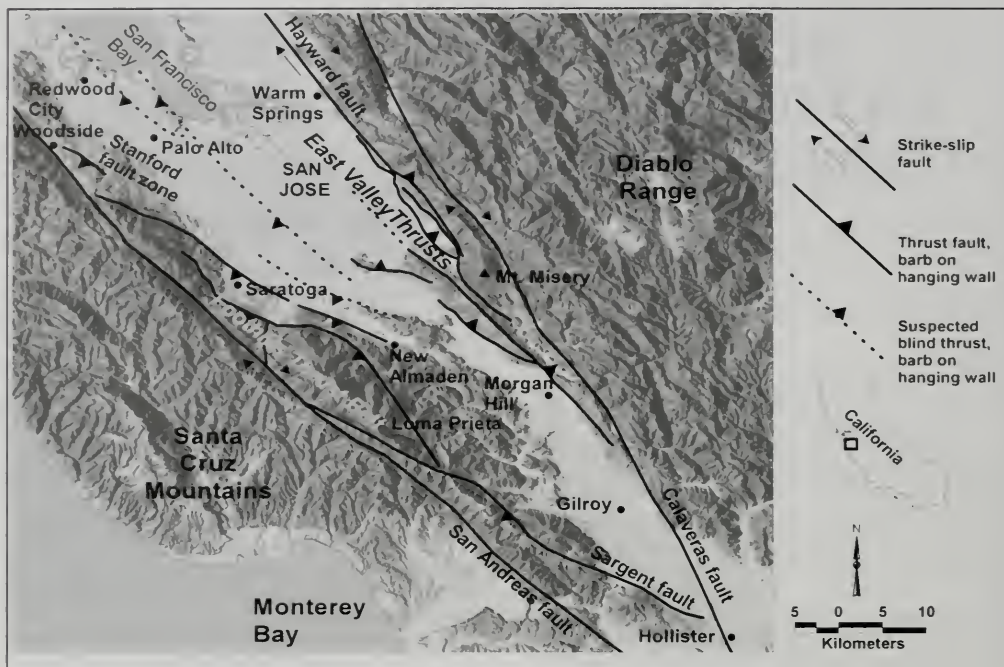 San Francisco
Bay
Redwood
City
Woodside
Palo Alto
Stanford
fault zone
Hayward fault
Warm
Springs
SAN
JOSE
East Valley Thrusts
Diablo
Range
Mt. Misery
Saratoga
New
Almaden
Morgan
Hill
Loma Prieta
Santa
Cruz
Mountains
Gilroy
Calaveras fault
Sargent fault
San Andreas fault
Monterey
Bay
Hollister
Strike-slip
fault
Thrust fault,
barb on
hanging wall
Suspected
blind thrust,
barb on
hanging wall
California
N
5 0 5 10
Kilometers